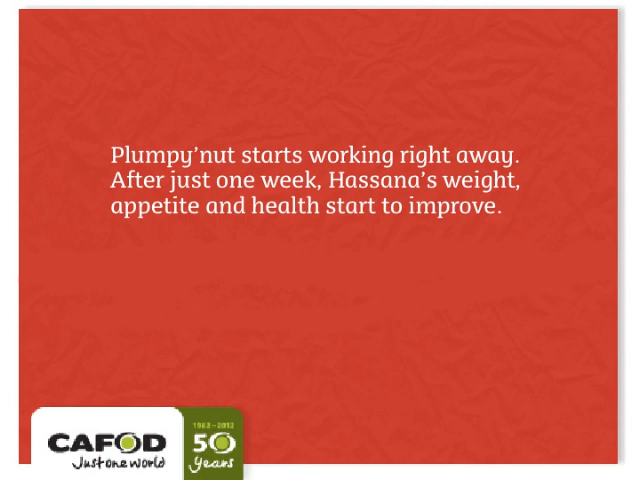 Plumpy’nut starts working right away.
After just one week, Hassana’s weight,
appetite and health start to improve.
CAFOD
Just one world
1962–2012
50
Years